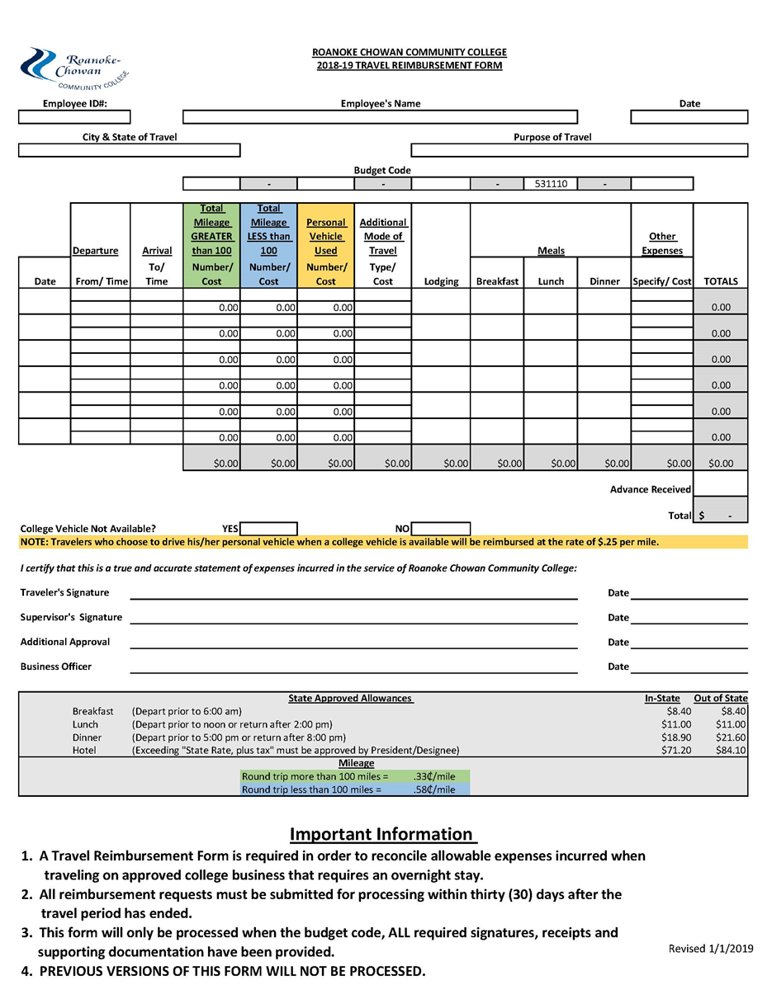 Roanoke-
Chowan
COMMUNITY COLLEGE
ROANOKE CHOWAN COMMUNITY COLLEGE
2018-19 TRAVEL REIMBURSEMENT FORM
Employee ID#: Employee's Name Date
City & State of Travel Purpose of Travel
Budget Code
- - - 531110 -
Total Total
Mileage Mileage Personal Additional
GREATER LESS than Vehicle Mode of Other
Departure Arrival than 100 100 Used Travel Meals Expenses
To/ Number/ Number/ Number/ Type/
Date From/ Time Time Cost Cost Cost Cost Lodging Breakfast Lunch Dinner Specify/ Cost TOTALS
0.00 0.00 0.00 0.00
0.00 0.00 0.00 0.00
0.00 0.00 0.00 0.00
0.00 0.00 0.00 0.00
0.00 0.00 0.00 0.00
0.00 0.00 0.00 0.00
$0.00 $0.00 $0.00 $0.00 $0.00 $0.00 $0.00 $0.00 $0.00 $0.00
Advance Received
Total $ -
College Vehicle Not Available? YES NO
NOTE: Travelers who choose to drive his/her personal vehicle when a college vehicle is available will be reimbursed at the rate of $.25 per mile.
I certify that this is a true and accurate statement of expenses incurred in the service of Roanoke Chowan Community College:
Traveler's Signature Date
Supervisor's Signature Date
Additional Approval Date
Business Officer Date
State Approved Allowances In-State Out of State
Breakfast (Depart prior to 6:00 am) $8.40 $8.40
Lunch (Depart prior to noon or return after 2:00 pm) $11.00 $11.00
Dinner (Depart prior to 5:00 pm or return after 8:00 pm) $18.90 $21.60
Hotel (Exceeding "State Rate, plus tax" must be approved by President/Designee) $71.20 $84.10
Mileage
Round trip more than 100 miles = .33₵/mile
Round trip less than 100 miles = .58₵/mile
Important Information
1. A Travel Reimbursement Form is required in order to reconcile allowable expenses incurred when
traveling on approved college business that requires an overnight stay.
2. All reimbursement requests must be submitted for processing within thirty (30) days after the
travel period has ended.
3. This form will only be processed when the budget code, ALL required signatures, receipts and
supporting documentation have been provided.
Revised 1/1/2019
4. PREVIOUS VERSIONS OF THIS FORM WILL NOT BE PROCESSED.